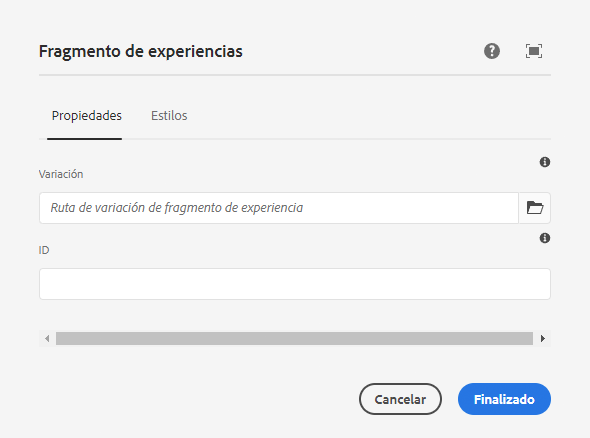 Fragmento de experiencias
Propiedades Estilos
Variación
Ruta de variación de fragmento de experiencia
ID
Cancelar Finalizado